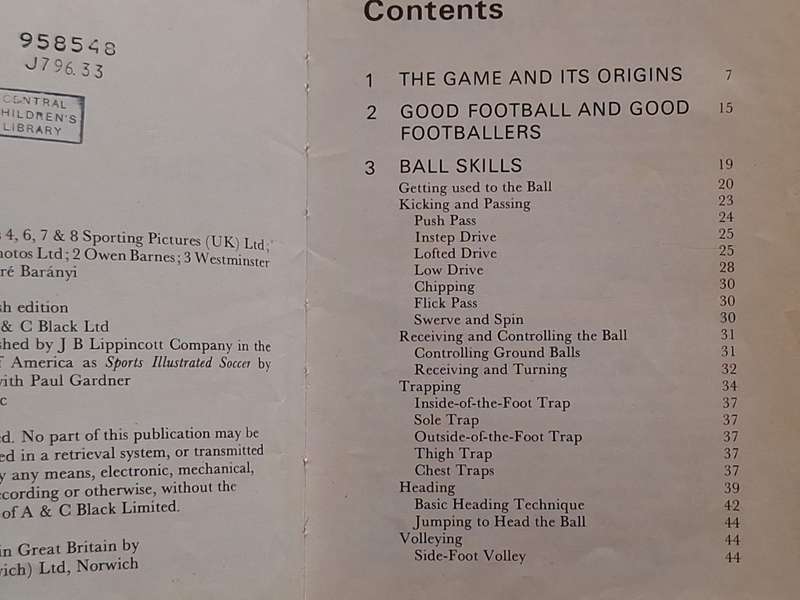 958548
J796.33
CENTRAL
CHILDREN'S
LIBRARY
4, 6, 7 & 8 Sporting Pictures (UK) Ltd;
Ltd; 2 Owen Barnes; 3 Westminster
Barányi
edition
& C Black Ltd
by J B Lippincott Company in the
America as Sports Illustrated Soccer by
with Paul Gardner
No part of this publication may be
in a retrieval system, or transmitted
any means, electronic, mechanical,
or otherwise, without the
of A & C Black Limited.
in Great Britain by
Ltd, Norwich
Contents
1 THE GAME AND ITS ORIGINS 7
2 GOOD FOOTBALL AND GOOD 15
FOOTBALLERS
3 BALL SKILLS 19
Getting used to the Ball 20
Kicking and Passing 23
Push Pass 24
Instep Drive 25
Lofted Drive 25
Low Drive 28
Chipping 30
Flick Pass 30
Swerve and Spin 30
Receiving and Controlling the Ball 31
Controlling Ground Balls 31
Receiving and Turning 32
Trapping 34
Inside-of-the-Foot Trap 37
Sole Trap 37
Outside-of-the-Foot Trap 37
Thigh Trap 37
Chest Traps 37
Heading 39
Basic Heading Technique 42
Jumping to Head the Ball 44
Volleying 44
Side-Foot Volley 44